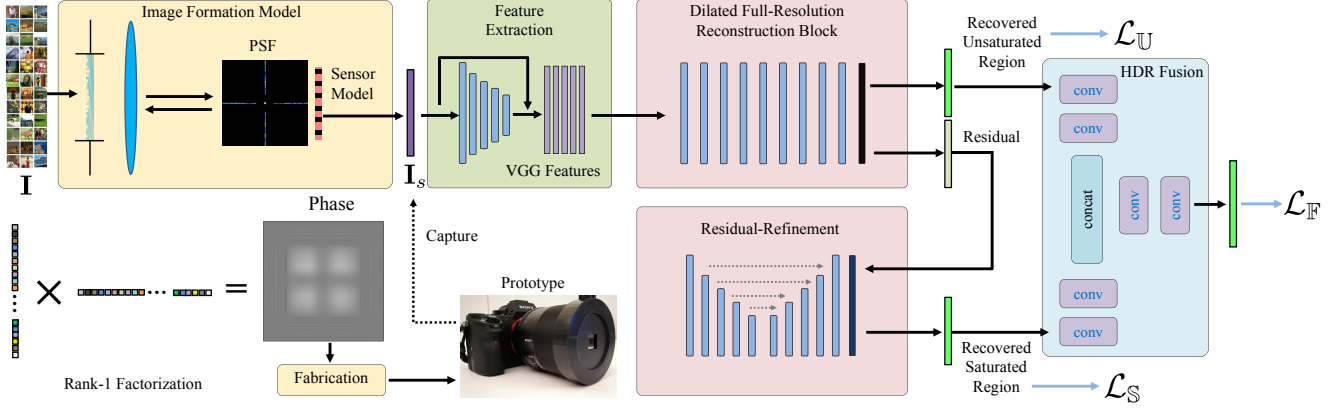 Image Formation Model
PSF
Sensor
Model
I
I_s
Feature
Extraction
VGG Features
Dilated Full-Resolution
Reconstruction Block
Recovered
Unsaturated
Region
ℒ_𝕌
Residual
HDR Fusion
conv
conv
concat
conv
conv
conv
conv
ℒ_𝔽
Residual-Refinement
Recovered
Saturated
Region
ℒ_𝕊
Phase
Capture
Prototype
SONY
× ··· =
Fabrication
Rank-1 Factorization